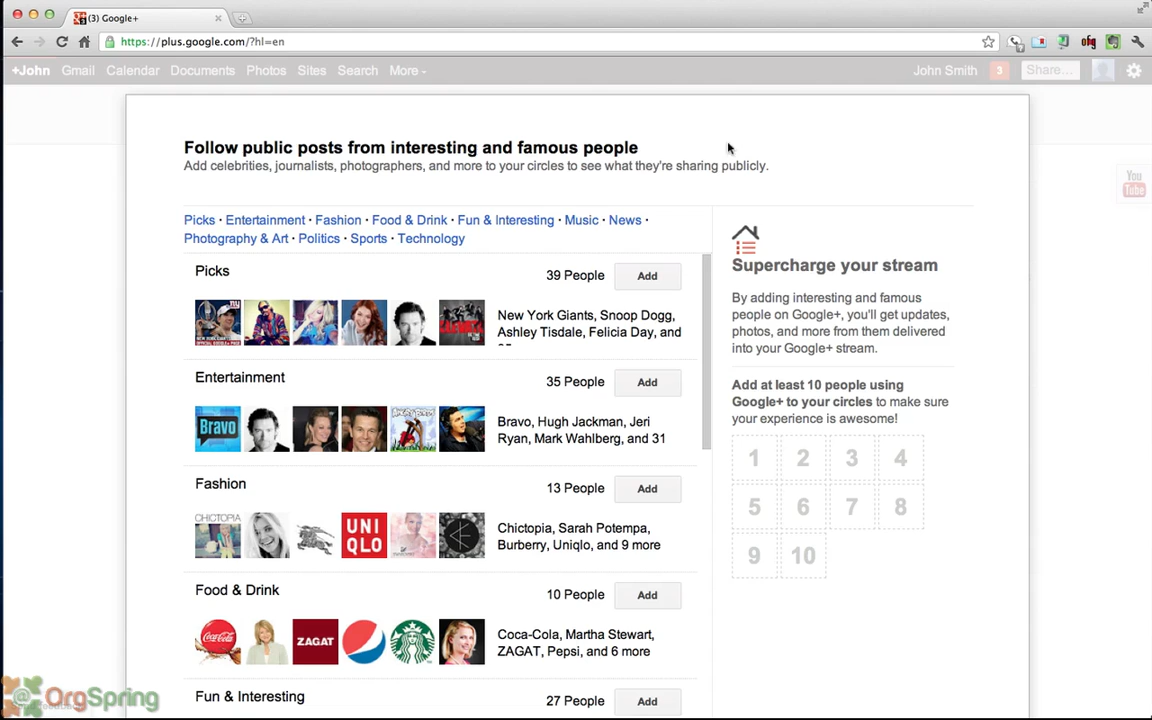 (3) Google+
https://plus.google.com/?hl=en
+John Gmail Calendar Documents Photos Sites Search More
John Smith 3 Share...
Follow public posts from interesting and famous people
Add celebrities, journalists, photographers, and more to your circles to see what they're sharing publicly.
You
Tube
Picks · Entertainment · Fashion · Food & Drink · Fun & Interesting · Music · News ·
Photography & Art · Politics · Sports · Technology
Picks
39 People Add
New York Giants, Snoop Dogg,
Ashley Tisdale, Felicia Day, and
Entertainment
35 People Add
Bravo
Bravo, Hugh Jackman, Jeri
Ryan, Mark Wahlberg, and 31
Fashion
13 People Add
CHICTOPIA
UNI
QLO
Chictopia, Sarah Potempa,
Burberry, Uniqlo, and 9 more
Food & Drink
10 People Add
Coca-Cola
ZAGAT
Coca-Cola, Martha Stewart,
ZAGAT, Pepsi, and 6 more
Fun & Interesting
27 People Add
Supercharge your stream
By adding interesting and famous
people on Google+, you'll get updates,
photos, and more from them delivered
into your Google+ stream.
Add at least 10 people using
Google+ to your circles to make sure
your experience is awesome!
1 2 3 4
5 6 7 8
9 10
OrgSpring